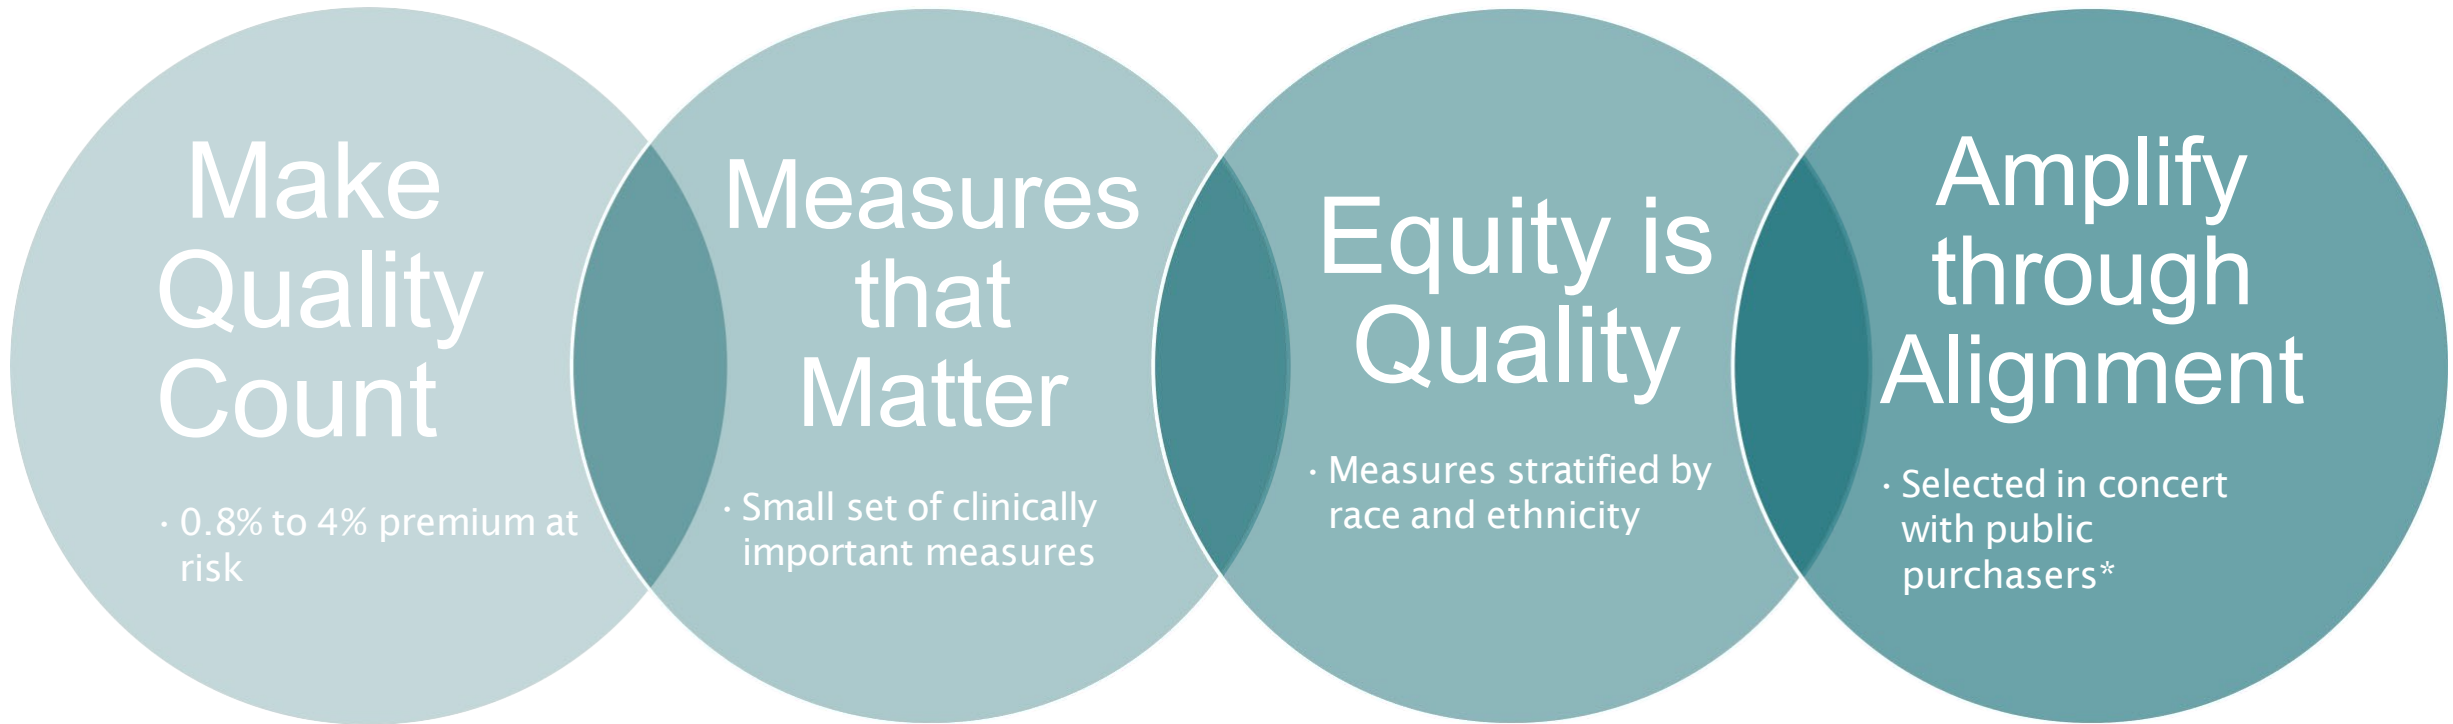 Make
Quality
Count
· 0.8% to 4% premium at
risk
Measures
that
Matter
· Small set of clinically
important measures
Equity is
Quality
· Measures stratified by
race and ethnicity
Amplify
through
Alignment
· Selected in concert
with public
purchasers*